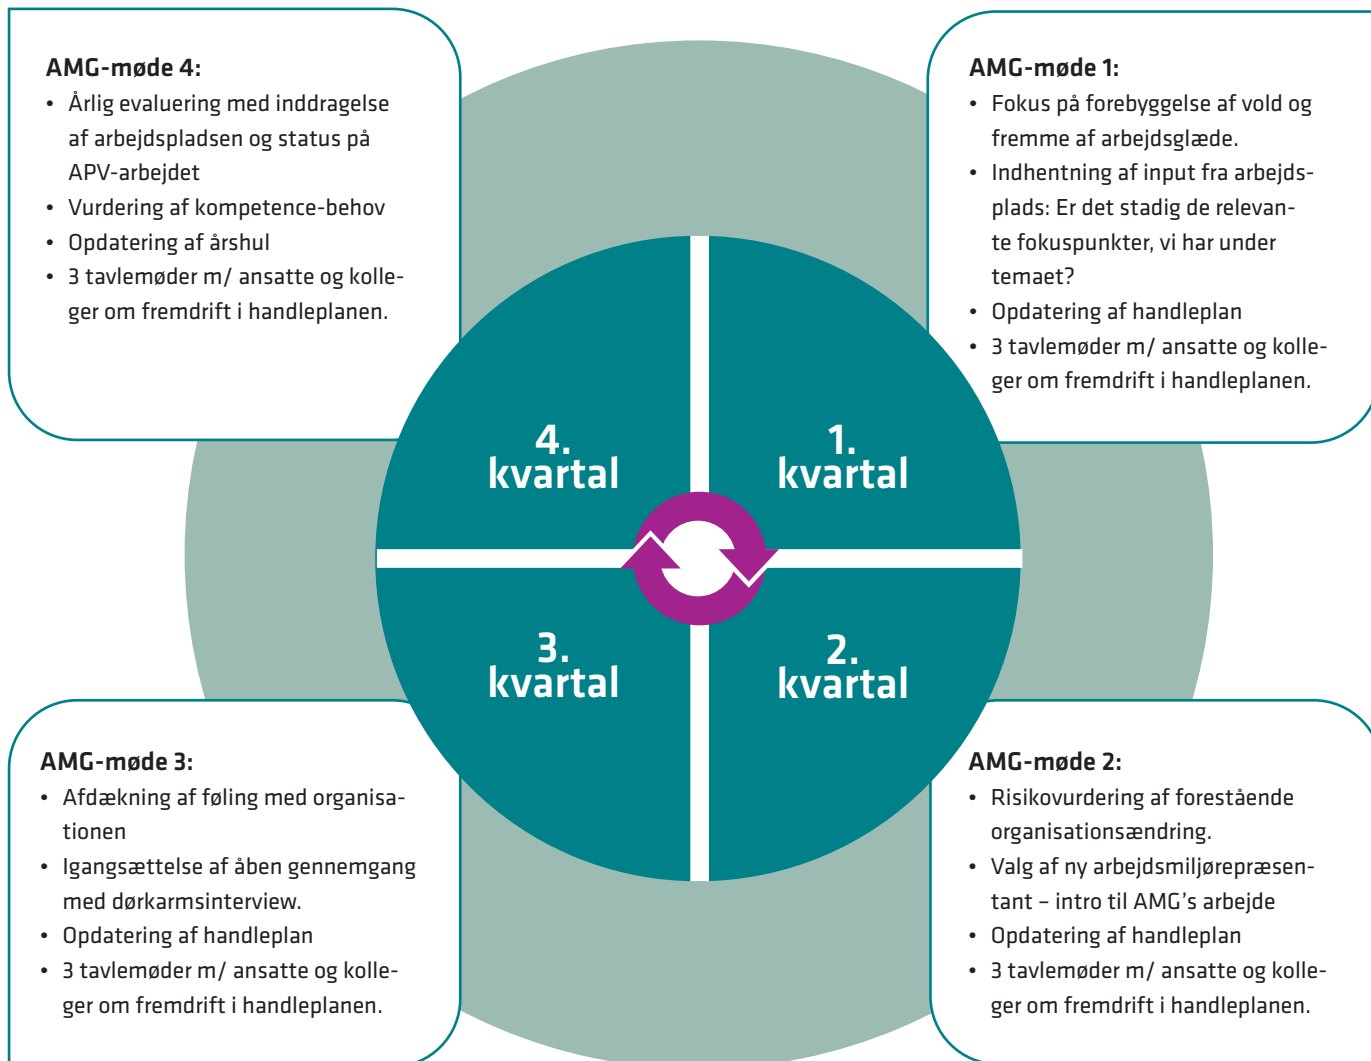 AMG-møde 4:
• Årlig evaluering med inddragelse
af arbejdspladsen og status på
APV-arbejdet
• Vurdering af kompetence-behov
• Opdatering af årshul
• 3 tavlemøder m/ ansatte og kolle-
ger om fremdrift i handleplanen.
AMG-møde 1:
• Fokus på forebyggelse af vold og
fremme af arbejdsglæde.
• Indhentning af input fra arbejds-
plads: Er det stadig de relevan-
te fokuspunkter, vi har under
temaet?
• Opdatering af handleplan
• 3 tavlemøder m/ ansatte og kolle-
ger om fremdrift i handleplanen.
4.
kvartal
1.
kvartal
3.
kvartal
2.
kvartal
AMG-møde 3:
• Afdækning af føling med organisa-
tionen
• Igangsættelse af åben gennemgang
med dørkarmsinterview.
• Opdatering af handleplan
• 3 tavlemøder m/ ansatte og kolle-
ger om fremdrift i handleplanen.
AMG-møde 2:
• Risikovurdering af forestående
organisationsændring.
• Valg af ny arbejdsmiljørepræsen-
tant – intro til AMG's arbejde
• Opdatering af handleplan
• 3 tavlemøder m/ ansatte og kolle-
ger om fremdrift i handleplanen.